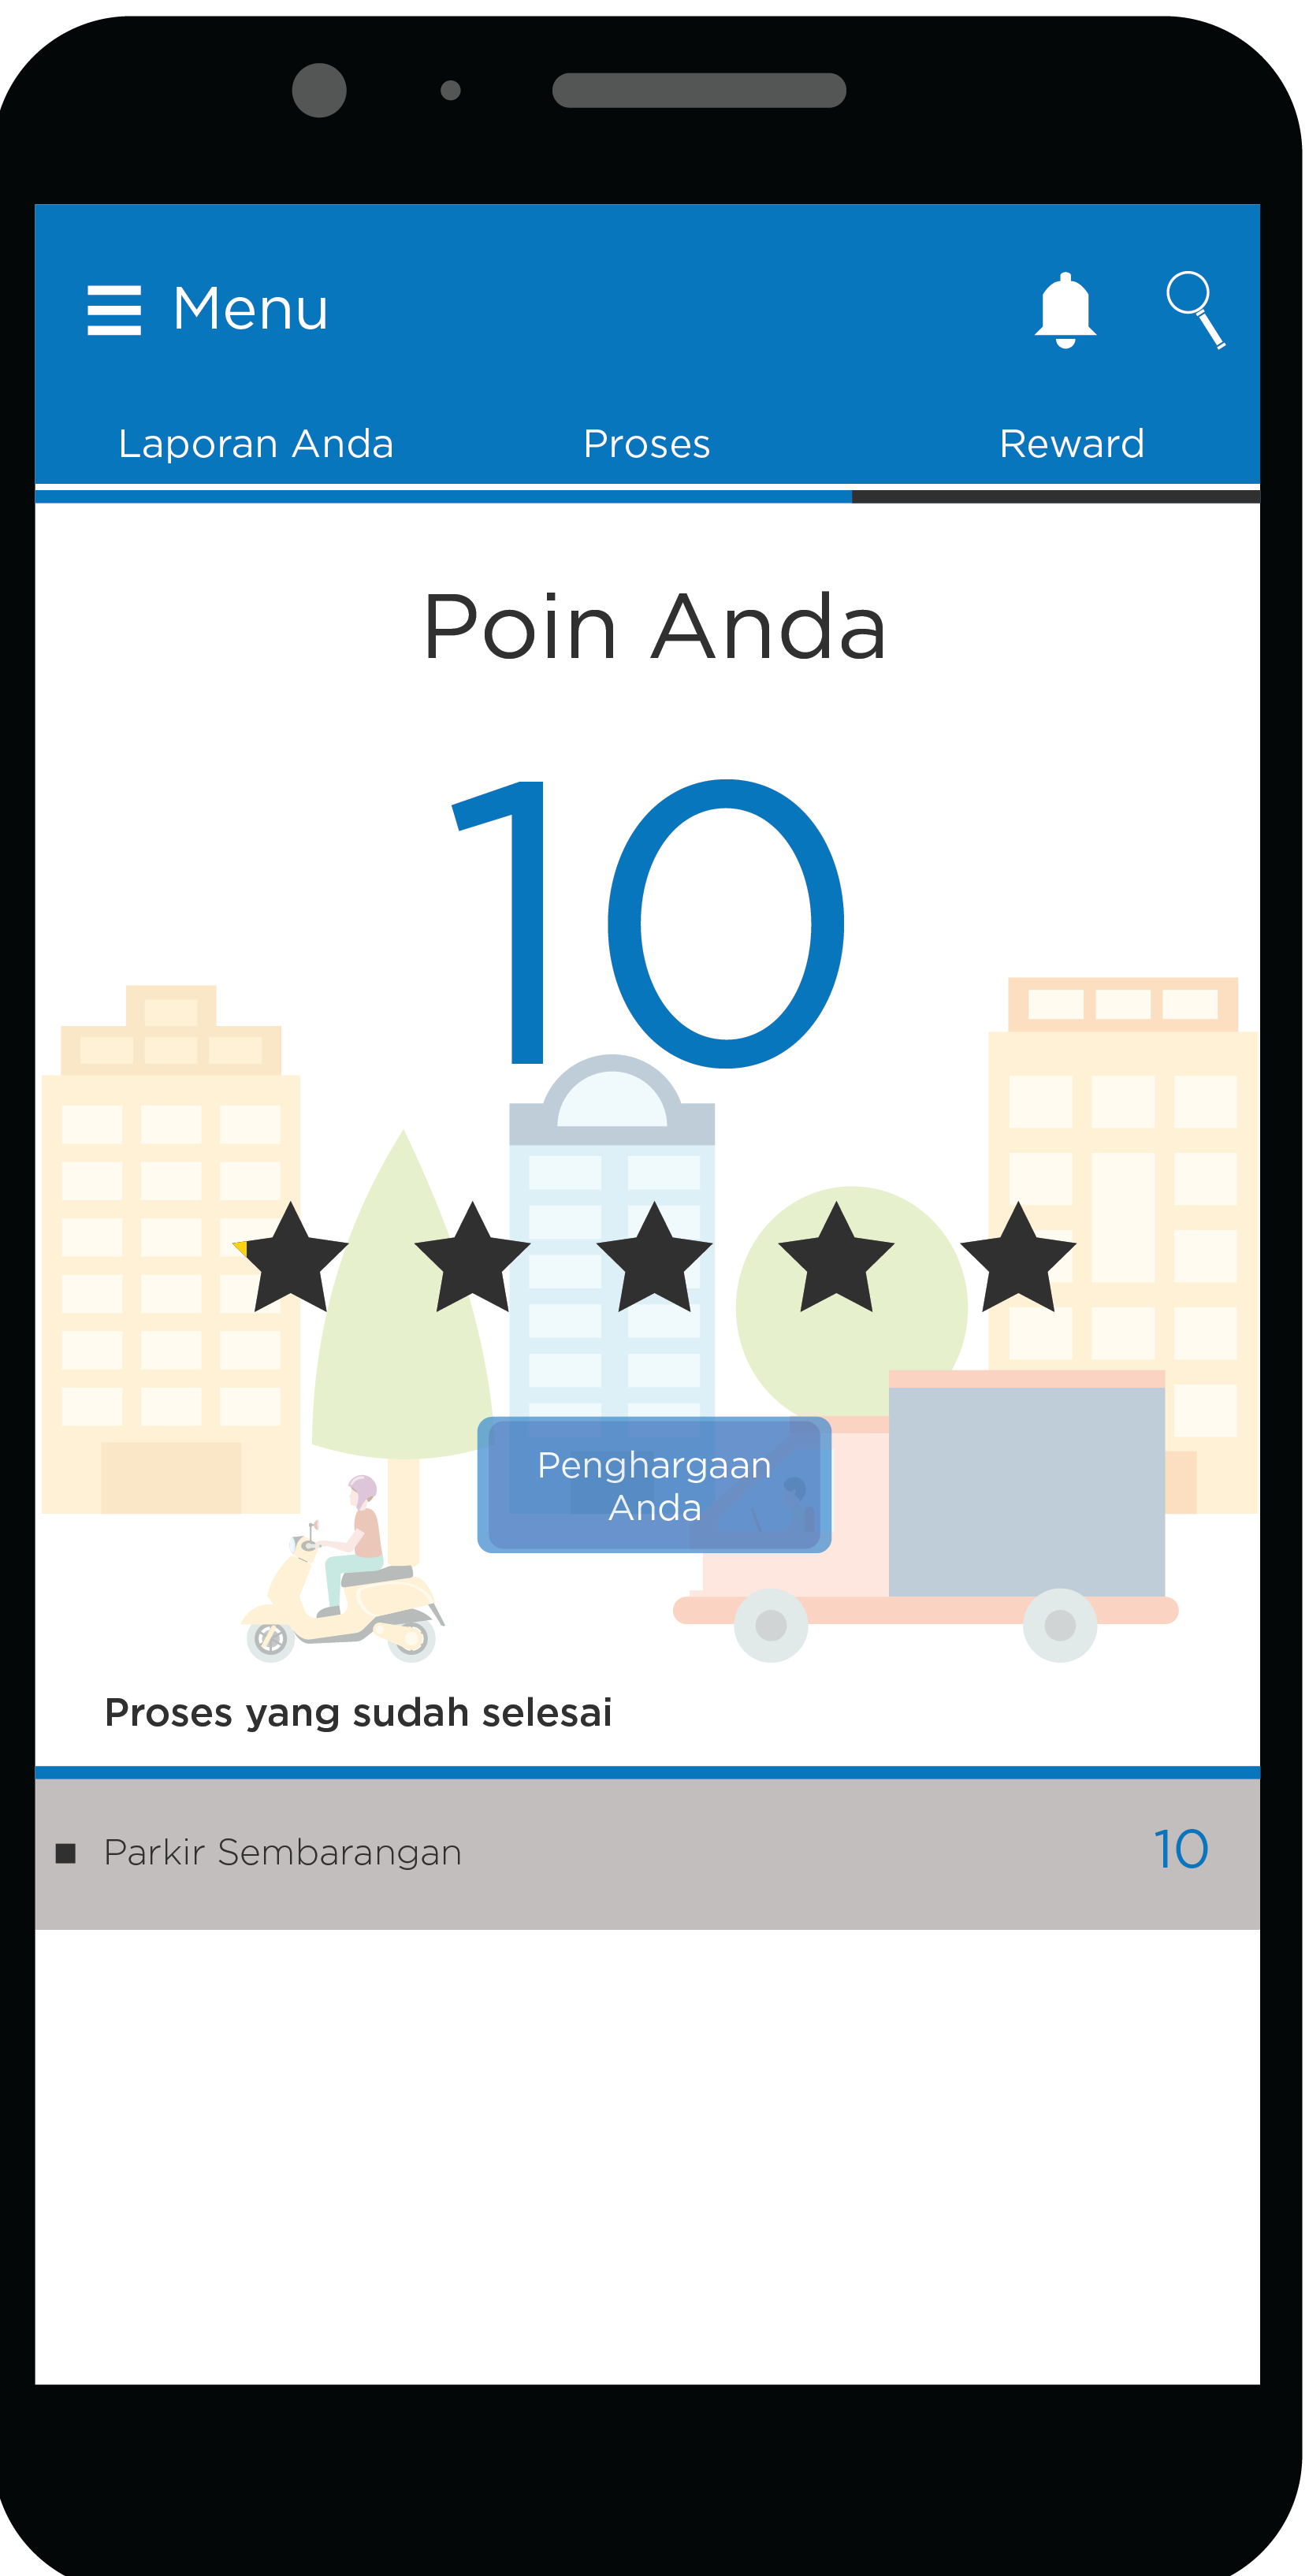 Menu
Laporan Anda
Proses
Reward
Poin Anda
10
Penghargaan
Anda
Proses yang sudah selesai
Parkir Sembarangan
10